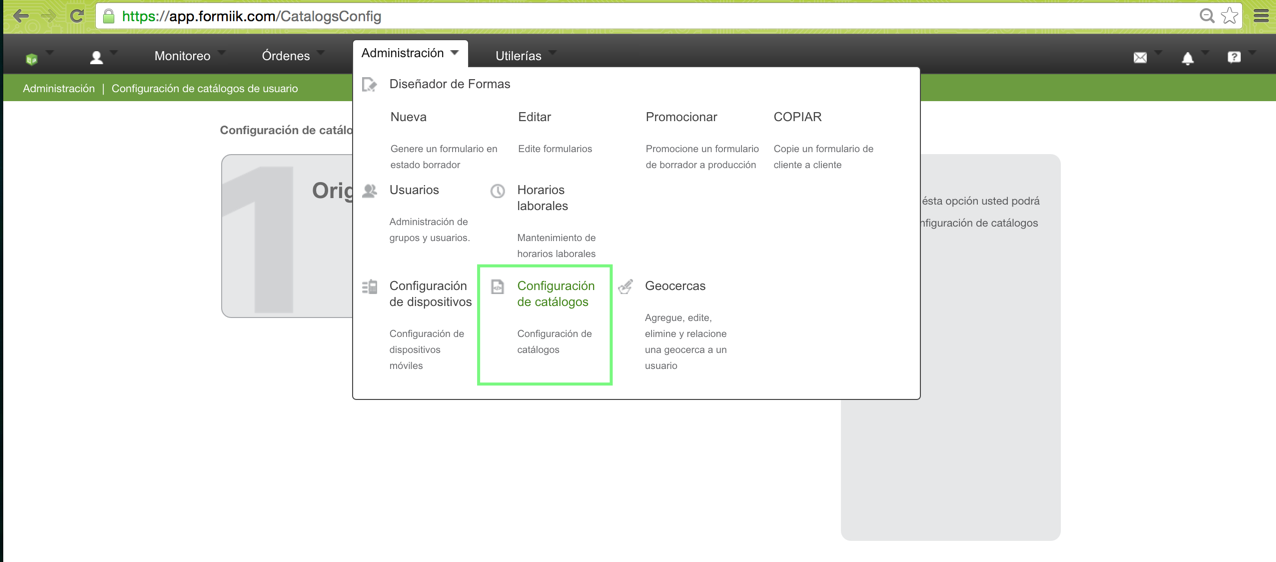 https://app.formiik.com/CatalogsConfig
Monitoreo
Órdenes
Administración
Utilerías
Administración | Configuración de catálogos de usuario
Diseñador de Formas
Nueva
Genere un formulario en
estado borrador
Editar
Edite formularios
Promocionar
Promocione un formulario
de borrador a producción
COPIAR
Copie un formulario de
cliente a cliente
Usuarios
Administración de
grupos y usuarios.
Horarios
laborales
Mantenimiento de
horarios laborales
Configuración
de dispositivos
Configuración de
dispositivos
móviles
Configuración
de catálogos
Configuración de
catálogos
Geocercas
Agregue, edite,
elimine y relacione
una geocerca a un
usuario
Configuración de catálo
1
Orig
ésta opción usted podrá
nfiguración de catálogos